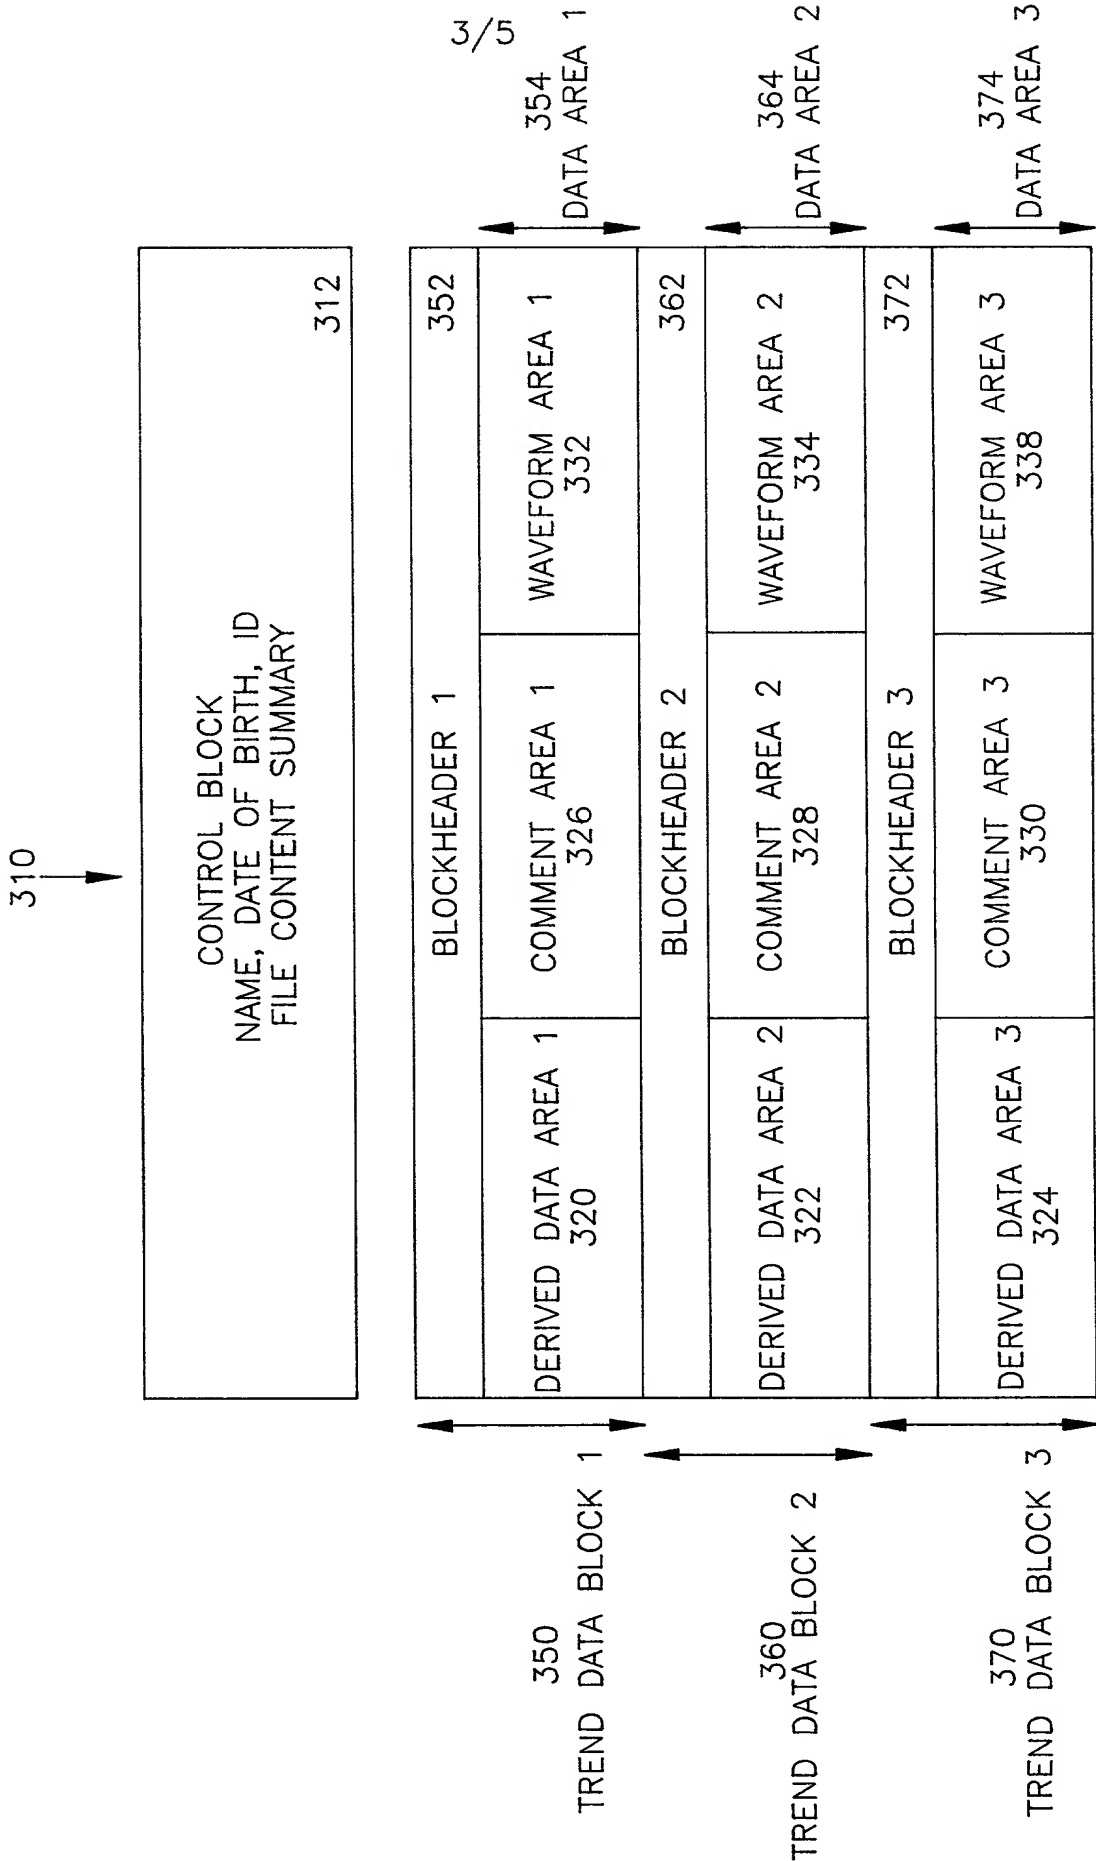 3/5
310
CONTROL BLOCK
NAME, DATE OF BIRTH, ID
FILE CONTENT SUMMARY
312
350
TREND DATA BLOCK 1
BLOCKHEADER 1
352
DERIVED DATA AREA 1
320
COMMENT AREA 1
326
WAVEFORM AREA 1
332
354
DATA AREA 1
360
TREND DATA BLOCK 2
BLOCKHEADER 2
362
DERIVED DATA AREA 2
322
COMMENT AREA 2
328
WAVEFORM AREA 2
334
364
DATA AREA 2
370
TREND DATA BLOCK 3
BLOCKHEADER 3
372
DERIVED DATA AREA 3
324
COMMENT AREA 3
330
WAVEFORM AREA 3
338
374
DATA AREA 3